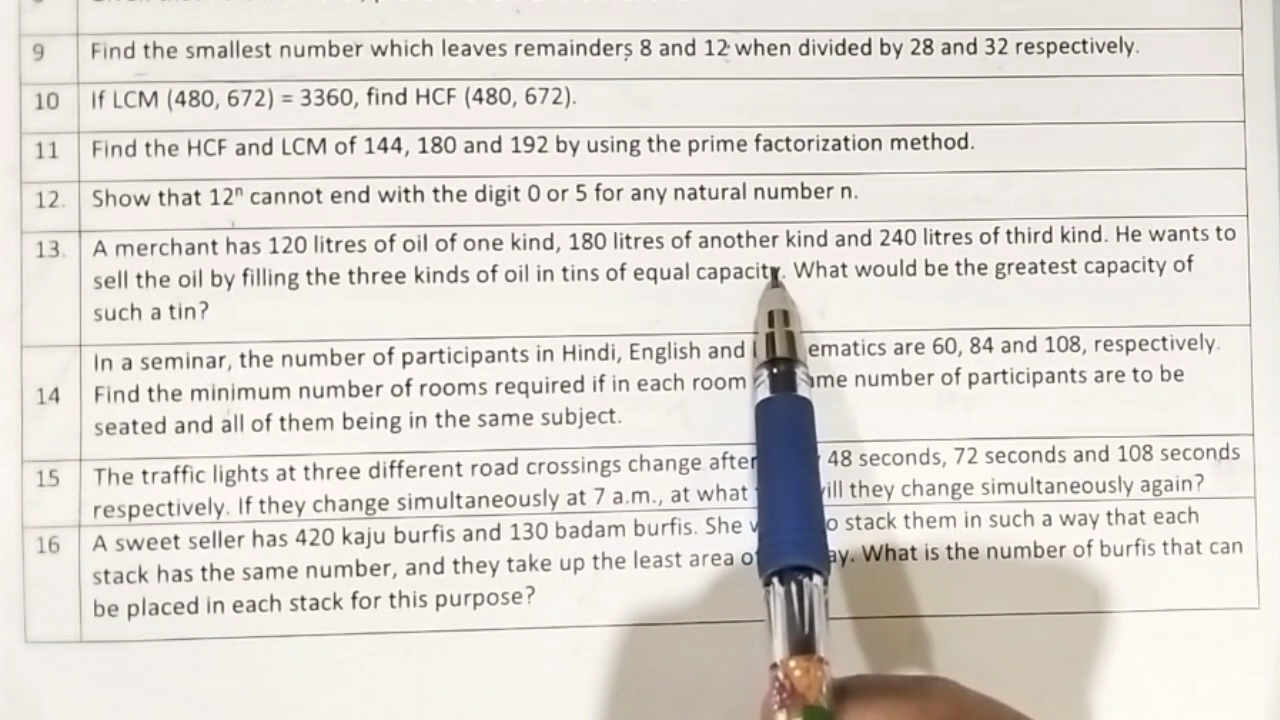 9 Find the smallest number which leaves remainders 8 and 12 when divided by 28 and 32 respectively.
10 If LCM (480, 672) = 3360, find HCF (480, 672).
11 Find the HCF and LCM of 144, 180 and 192 by using the prime factorization method.
12. Show that 12ⁿ cannot end with the digit 0 or 5 for any natural number n.
13. A merchant has 120 litres of oil of one kind, 180 litres of another kind and 240 litres of third kind. He wants to
sell the oil by filling the three kinds of oil in tins of equal capacity. What would be the greatest capacity of
such a tin?
In a seminar, the number of participants in Hindi, English and ematics are 60, 84 and 108, respectively.
14 Find the minimum number of rooms required if in each room me number of participants are to be
seated and all of them being in the same subject.
15 The traffic lights at three different road crossings change after 48 seconds, 72 seconds and 108 seconds
respectively. If they change simultaneously at 7 a.m., at what ill they change simultaneously again?
16 A sweet seller has 420 kaju burfis and 130 badam burfis. She o stack them in such a way that each
stack has the same number, and they take up the least area o ay. What is the number of burfis that can
be placed in each stack for this purpose?